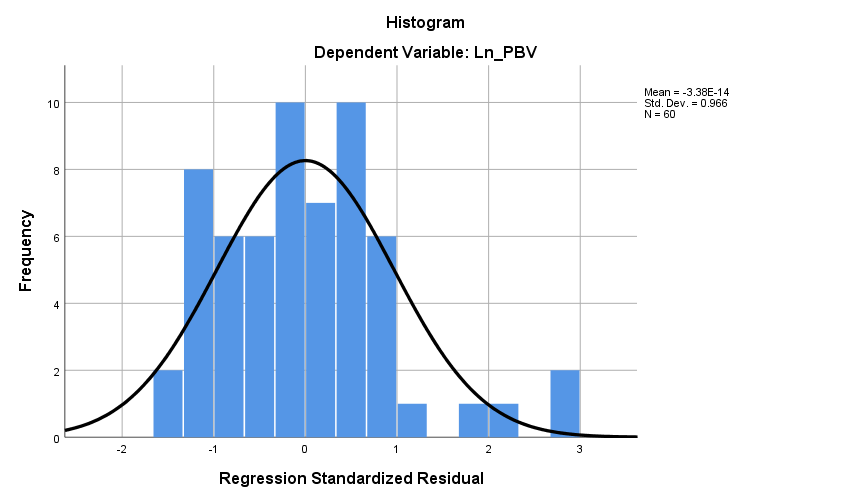 Histogram
Dependent Variable: Ln_PBV
Mean = -3.38E-14
Std. Dev. = 0.966
N = 60
Frequency
10
8
6
4
2
0
-2 -1 0 1 2 3
Regression Standardized Residual